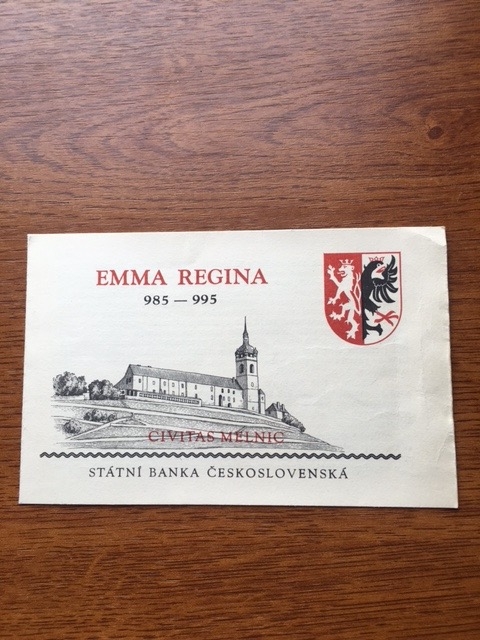 EMMA REGINA
985 — 995
CIVITAS MELNIC
STÁTNÍ BANKA ČESKOSLOVENSKÁ